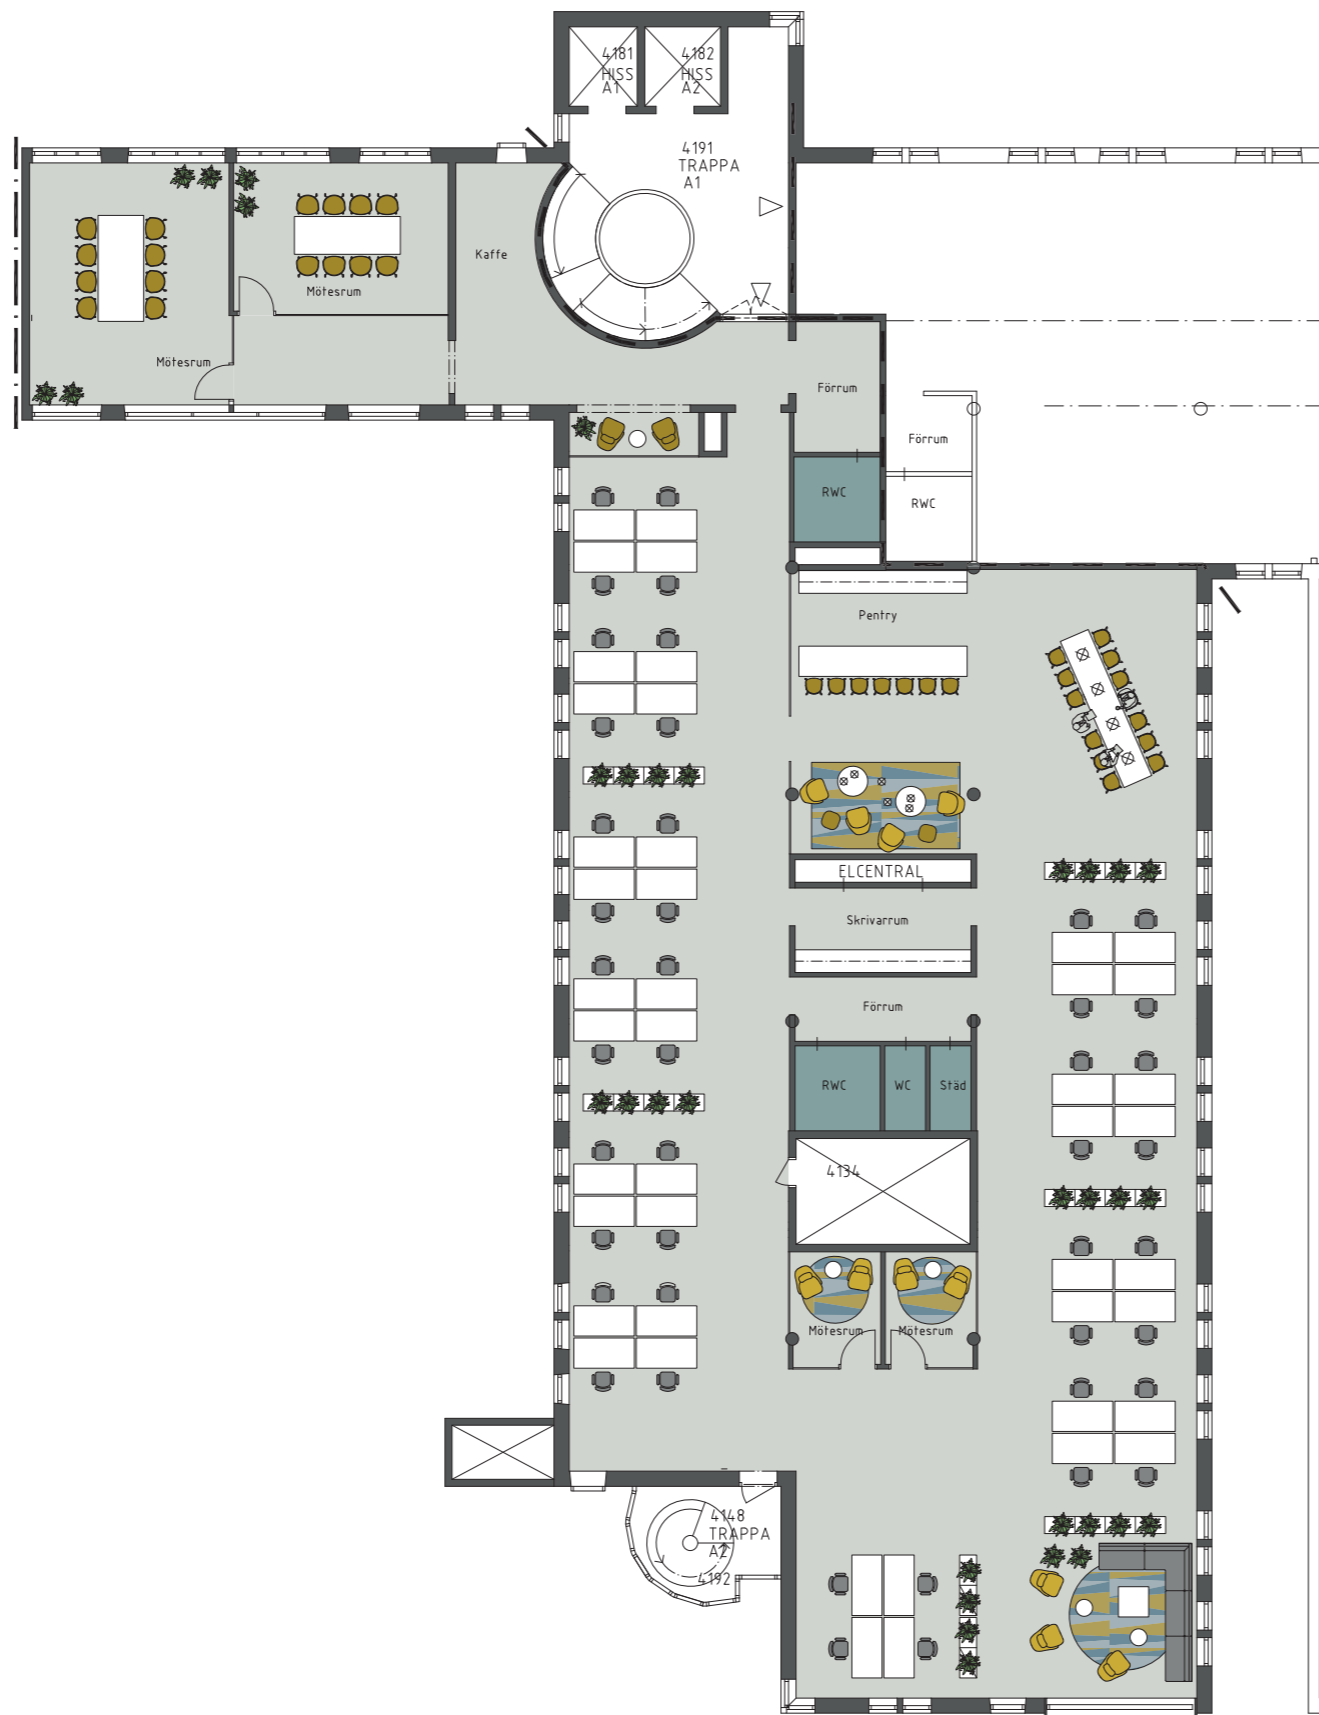 4181
HISS
A1
4182
HISS
A2
4191
TRAPPA
A1
Kaffe
Mötesrum
Mötesrum
Förrum
Förrum
RWC
RWC
Pentry
ELCENTRAL
Skrivarrum
Förrum
RWC
WC
Städ
4134
Mötesrum
Mötesrum
4148
TRAPPA
A2
4192